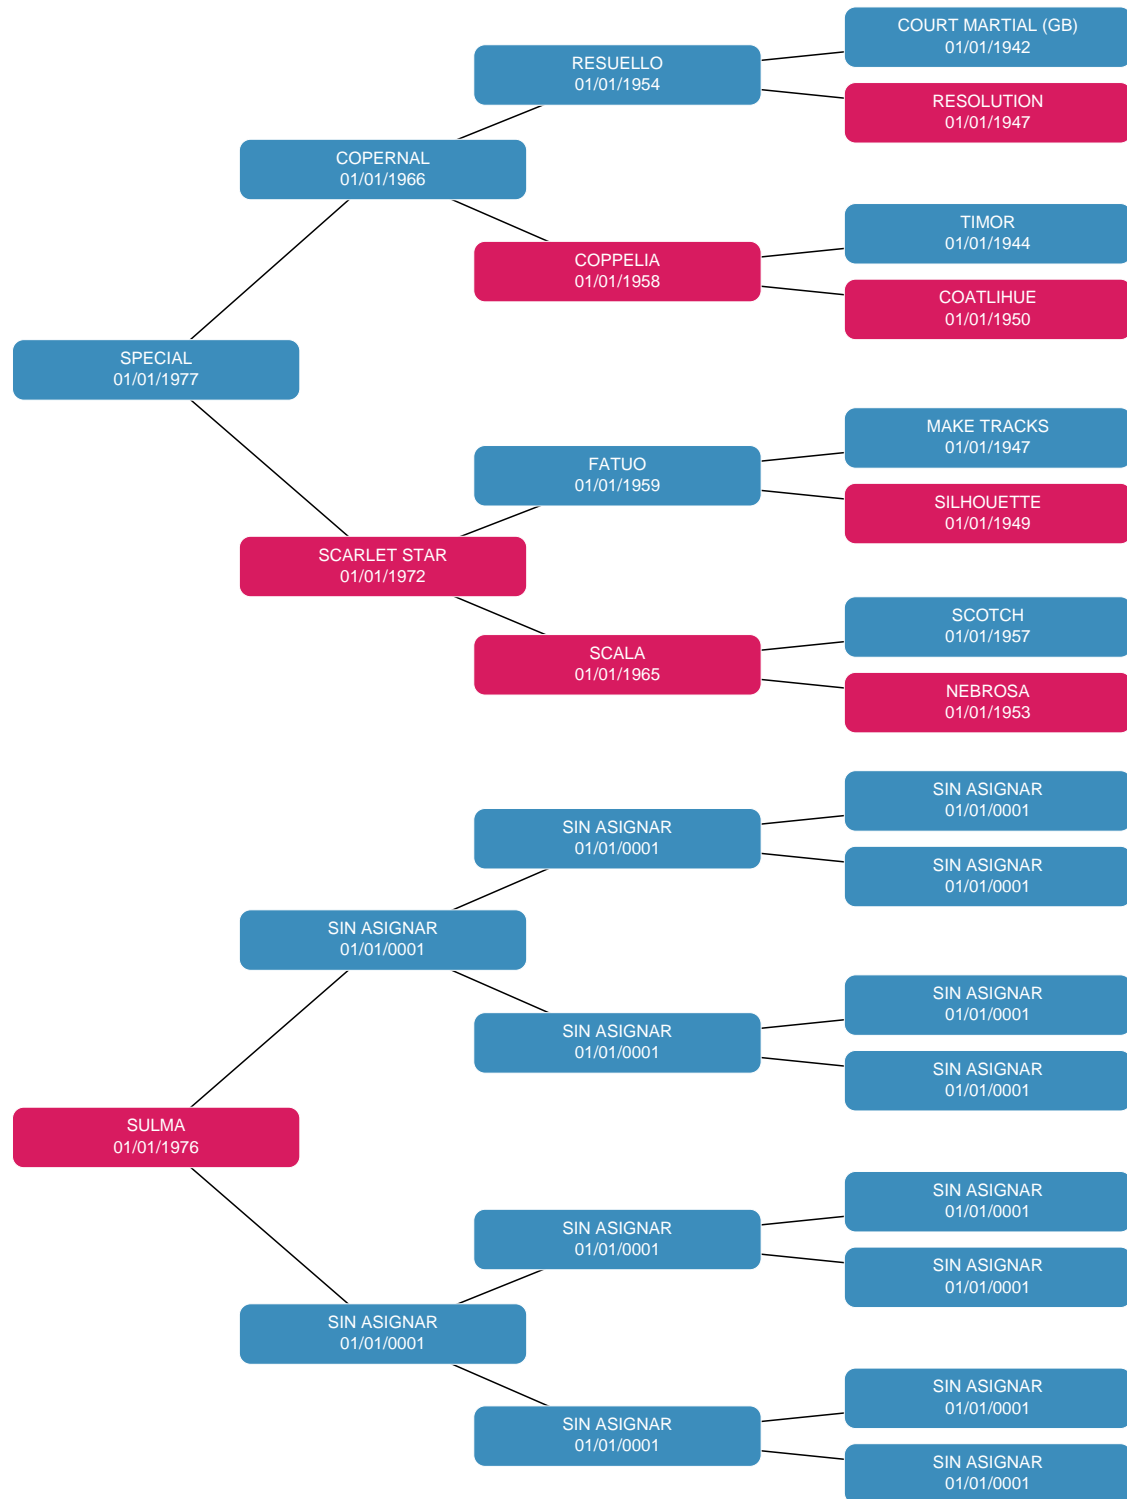 COURT MARTIAL (GB)
01/01/1942
RESUELLO
01/01/1954
RESOLUTION
01/01/1947
COPERNAL
01/01/1966
TIMOR
01/01/1944
COPPELIA
01/01/1958
COATLIHUE
01/01/1950
SPECIAL
01/01/1977
MAKE TRACKS
01/01/1947
FATUO
01/01/1959
SILHOUETTE
01/01/1949
SCARLET STAR
01/01/1972
SCOTCH
01/01/1957
SCALA
01/01/1965
NEBROSA
01/01/1953
SIN ASIGNAR
01/01/0001
SIN ASIGNAR
01/01/0001
SIN ASIGNAR
01/01/0001
SIN ASIGNAR
01/01/0001
SIN ASIGNAR
01/01/0001
SIN ASIGNAR
01/01/0001
SIN ASIGNAR
01/01/0001
SULMA
01/01/1976
SIN ASIGNAR
01/01/0001
SIN ASIGNAR
01/01/0001
SIN ASIGNAR
01/01/0001
SIN ASIGNAR
01/01/0001
SIN ASIGNAR
01/01/0001
SIN ASIGNAR
01/01/0001
SIN ASIGNAR
01/01/0001